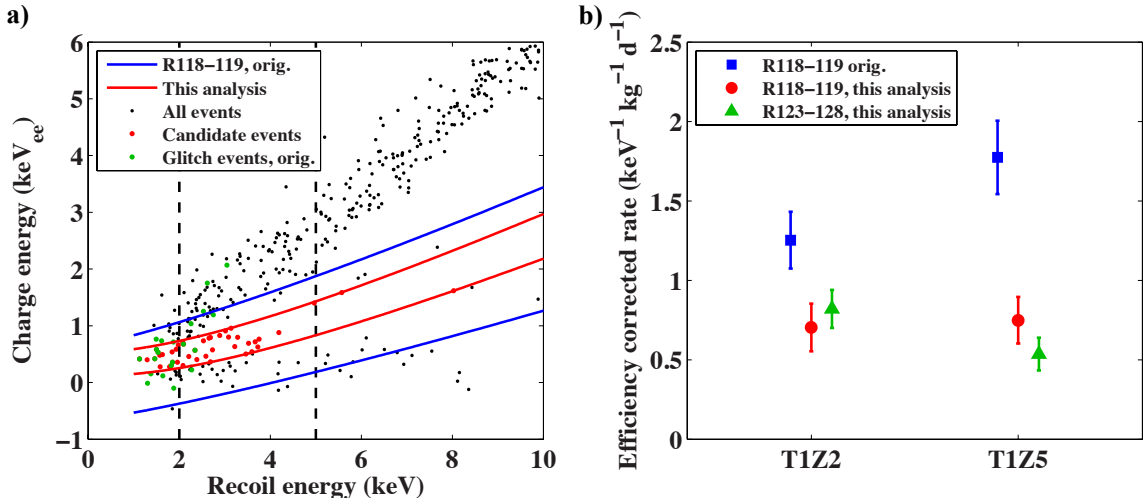 a)
6
5
4
3
2
1
0
−1
Charge energy (keVee)
R118−119, orig.
This analysis
All events
Candidate events
Glitch events, orig.
0 2 4 6 8 10
Recoil energy (keV)
b)
2.5
2
1.5
1
0.5
0
Efficiency corrected rate (keV−1 kg−1 d−1)
R118−119 orig.
R118−119, this analysis
R123−128, this analysis
T1Z2 T1Z5